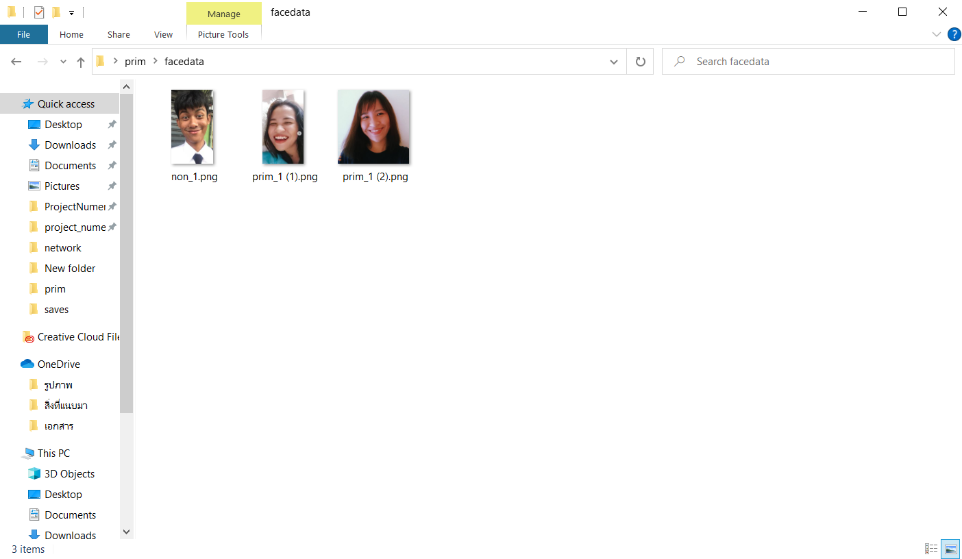 Manage
facedata
File
Home
Share
View
Picture Tools
prim
facedata
Search facedata
Quick access
Desktop
Downloads
Documents
Pictures
ProjectNumer
project_nume
network
New folder
prim
saves
Creative Cloud File
OneDrive
รูปภาพ
สิ่งที่แนบมา
เอกสาร
This PC
3D Objects
Desktop
Documents
Downloads
non_1.png
prim_1 (1).png
prim_1 (2).png
3 items